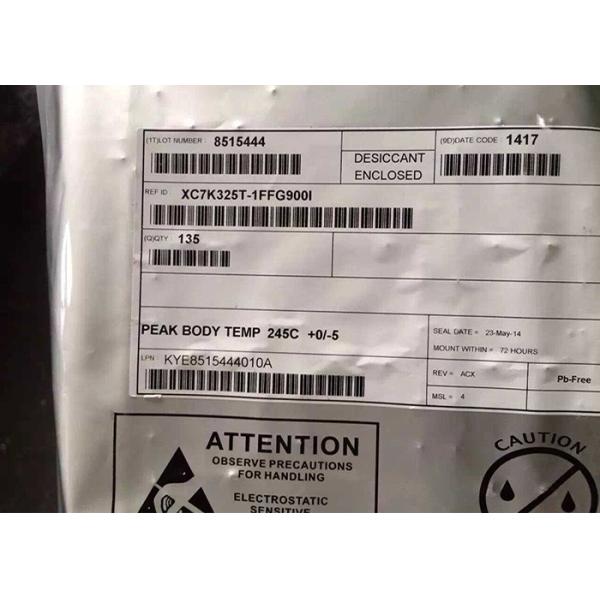 (1T)LOT NUMBER : 8515444
DESICCANT
ENCLOSED
(9D)DATE CODE : 1417
REF ID XC7K325T-1FFG900I
(Q)QTY : 135
PEAK BODY TEMP 245C +0/-5
SEAL DATE = 23-May-14
MOUNT WITHIN = 72 HOURS
LPN: KYE8515444010A
REV = ACX
Pb-Free
MSL = 4
ATTENTION
OBSERVE PRECAUTIONS
FOR HANDLING
ELECTROSTATIC
SENSITIVE
CAUTION